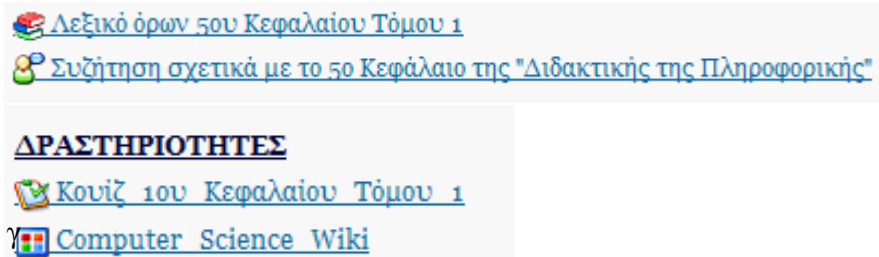 Λεξικό όρων 5ου Κεφαλαίου Τόμου 1
Συζήτηση σχετικά με το 5ο Κεφάλαιο της "Διδακτικής της Πληροφορικής"
ΔΡΑΣΤΗΡΙΟΤΗΤΕΣ
Κουίζ 1ου Κεφαλαίου Τόμου 1
γ Computer Science Wiki